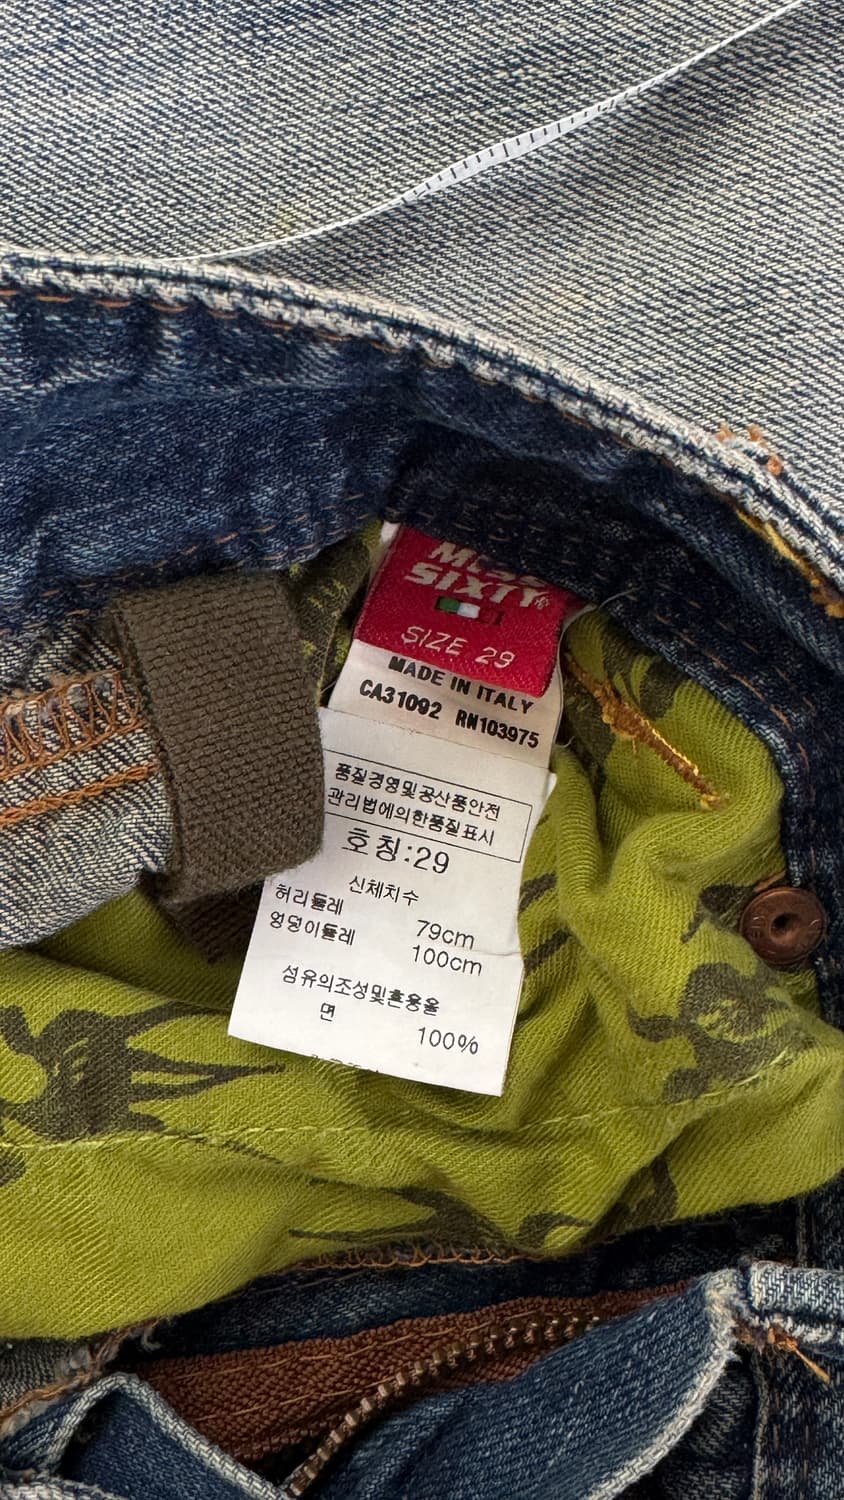 MISS
SIXTY®
SIZE 29
MADE IN ITALY
CA31092 RN103975
품질경영및공산품안전
관리법에의한품질표시
호칭:29
신체치수
허리둘레 79cm
엉덩이둘레 100cm
섬유의조성및혼용율
면 100%